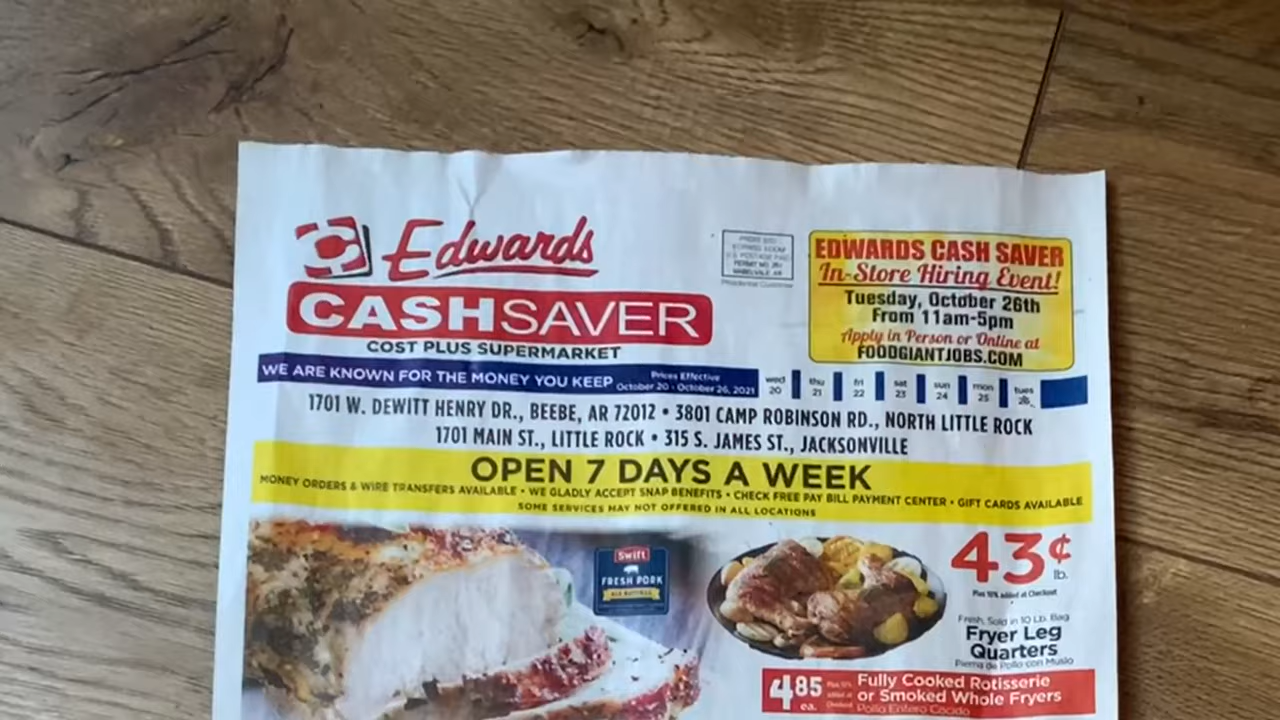 Edwards
CASHSAVER
COST PLUS SUPERMARKET
EDWARDS CASH SAVER
In-Store Hiring Event!
Tuesday, October 26th
From 11am-5pm
Apply in Person or Online at
FOODGIANTJOBS.COM
WE ARE KNOWN FOR THE MONEY YOU KEEP
Prices Effective
October 20 - October 26, 2021
wed 20 thu 21 fri 22 sat 23 sun 24 mon 25 tues 26
1701 W. DEWITT HENRY DR., BEEBE, AR 72012 • 3801 CAMP ROBINSON RD., NORTH LITTLE ROCK
1701 MAIN ST., LITTLE ROCK • 315 S. JAMES ST., JACKSONVILLE
OPEN 7 DAYS A WEEK
MONEY ORDERS & WIRE TRANSFERS AVAILABLE • WE GLADLY ACCEPT SNAP BENEFITS • CHECK FREE PAY BILL PAYMENT CENTER • GIFT CARDS AVAILABLE
SOME SERVICES MAY NOT OFFERED IN ALL LOCATIONS
Swift
FRESH PORK
43¢
lb.
Plus 10% added at Checkout
Fresh, Sold in 10 Lb. Bag
Fryer Leg
Quarters
Pierna de Pollo con Muslo
4.85
ea.
Plus 10%
added at
Checkout
Fully Cooked Rotisserie
or Smoked Whole Fryers
Pollo Entero Cocido